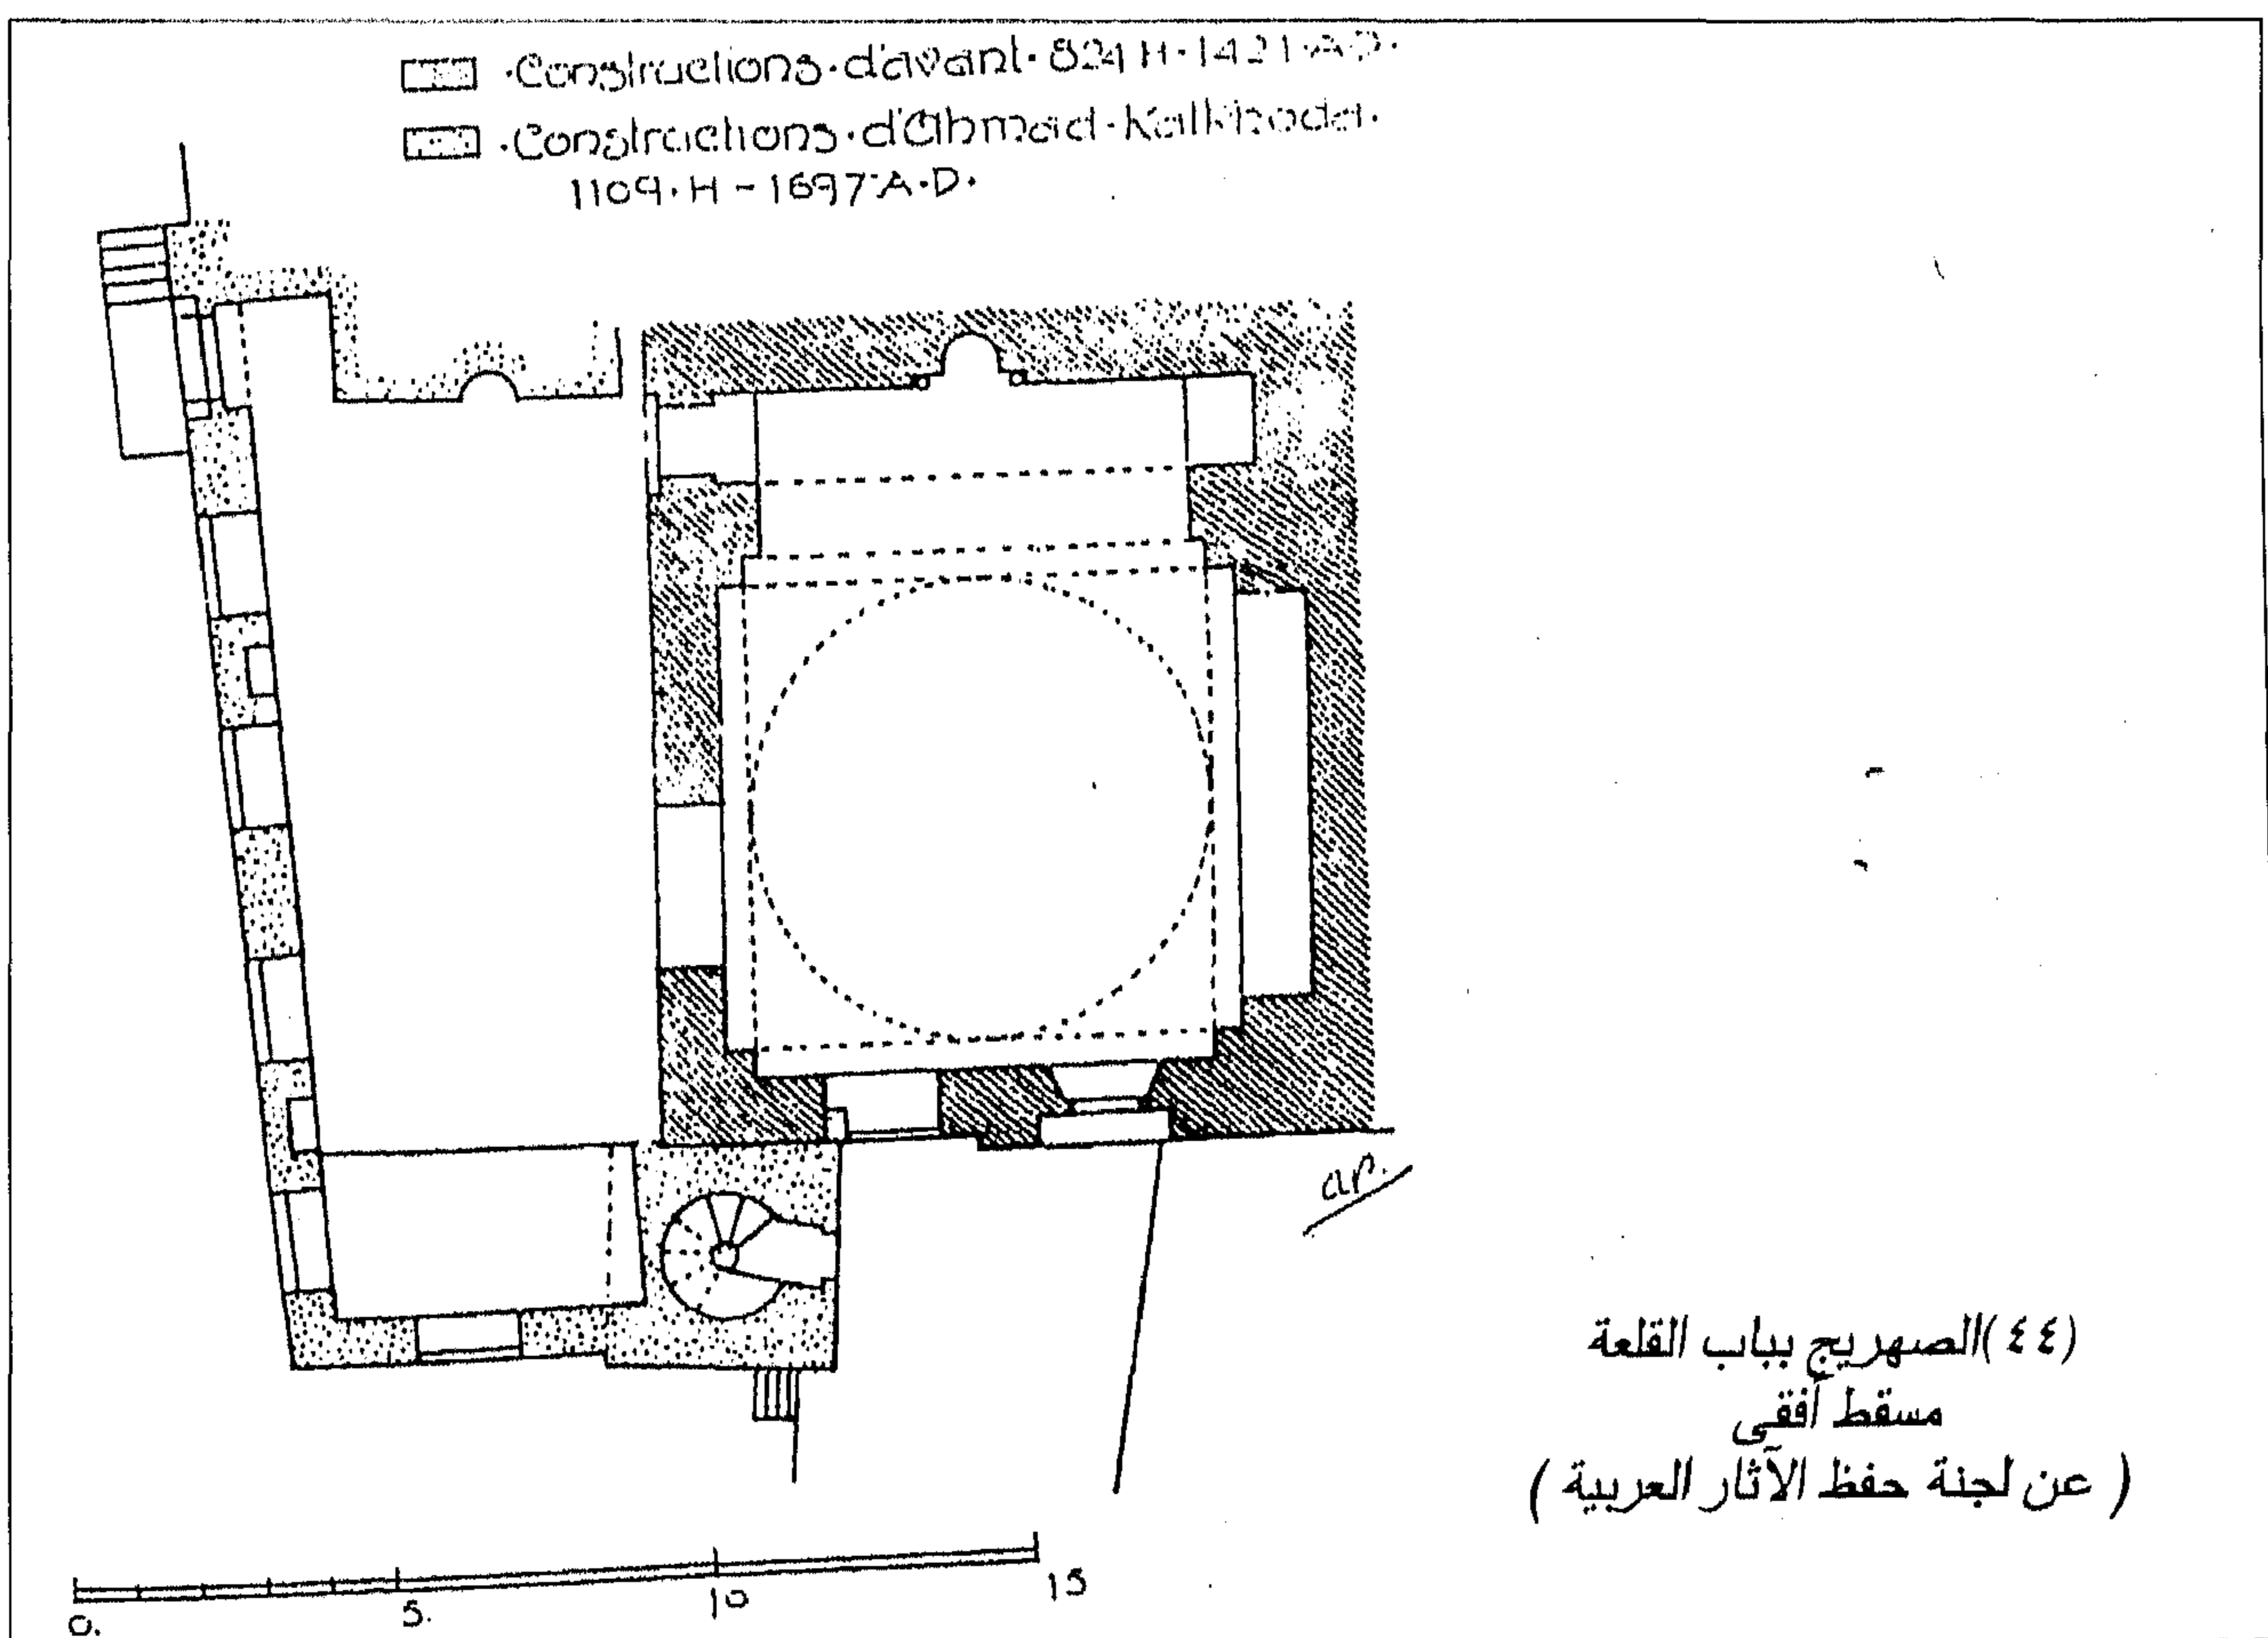 ·Constructions·d'avant·824 H·1421·A·D·
·Constructions·d'Ahmad·Katkhoda·
1109·H - 1697·A·D·
ap.
(٤٤)الصهريج بباب القلعة
مسقط أفقى
( عن لجنة حفظ الآثار العربية )
0. 5. 10 15